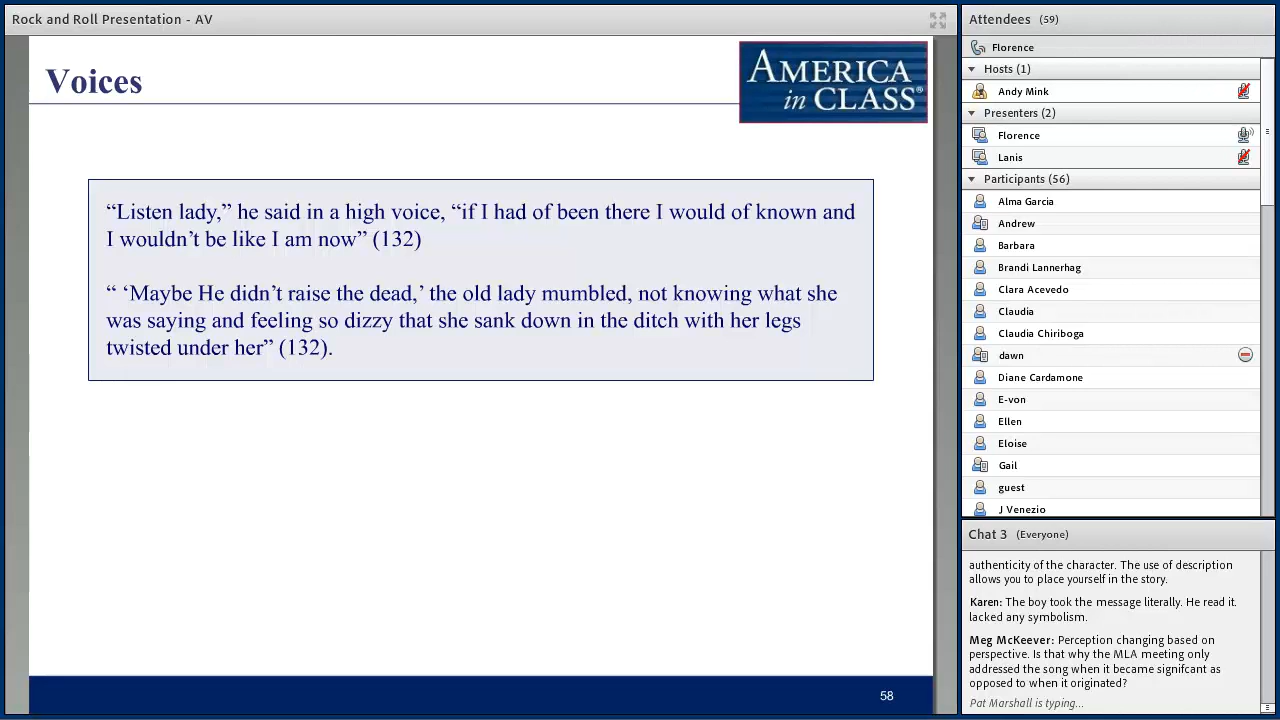 Rock and Roll Presentation - AV
Voices
AMERICA
in CLASS®
“Listen lady,” he said in a high voice, “if I had of been there I would of known and
I wouldn’t be like I am now” (132)
“ ‘Maybe He didn’t raise the dead,’ the old lady mumbled, not knowing what she
was saying and feeling so dizzy that she sank down in the ditch with her legs
twisted under her” (132).
58
Attendees (59)
Florence
Hosts (1)
Andy Mink
Presenters (2)
Florence
Lanis
Participants (56)
Alma Garcia
Andrew
Barbara
Brandi Lannerhag
Clara Acevedo
Claudia
Claudia Chiriboga
dawn
Diane Cardamone
E-von
Ellen
Eloise
Gail
guest
J Venezio
Chat 3 (Everyone)
authenticity of the character. The use of description
allows you to place yourself in the story.
Karen: The boy took the message literally. He read it.
lacked any symbolism.
Meg McKeever: Perception changing based on
perspective. Is that why the MLA meeting only
addressed the song when it became signifcant as
opposed to when it originated?
Pat Marshall is typing...